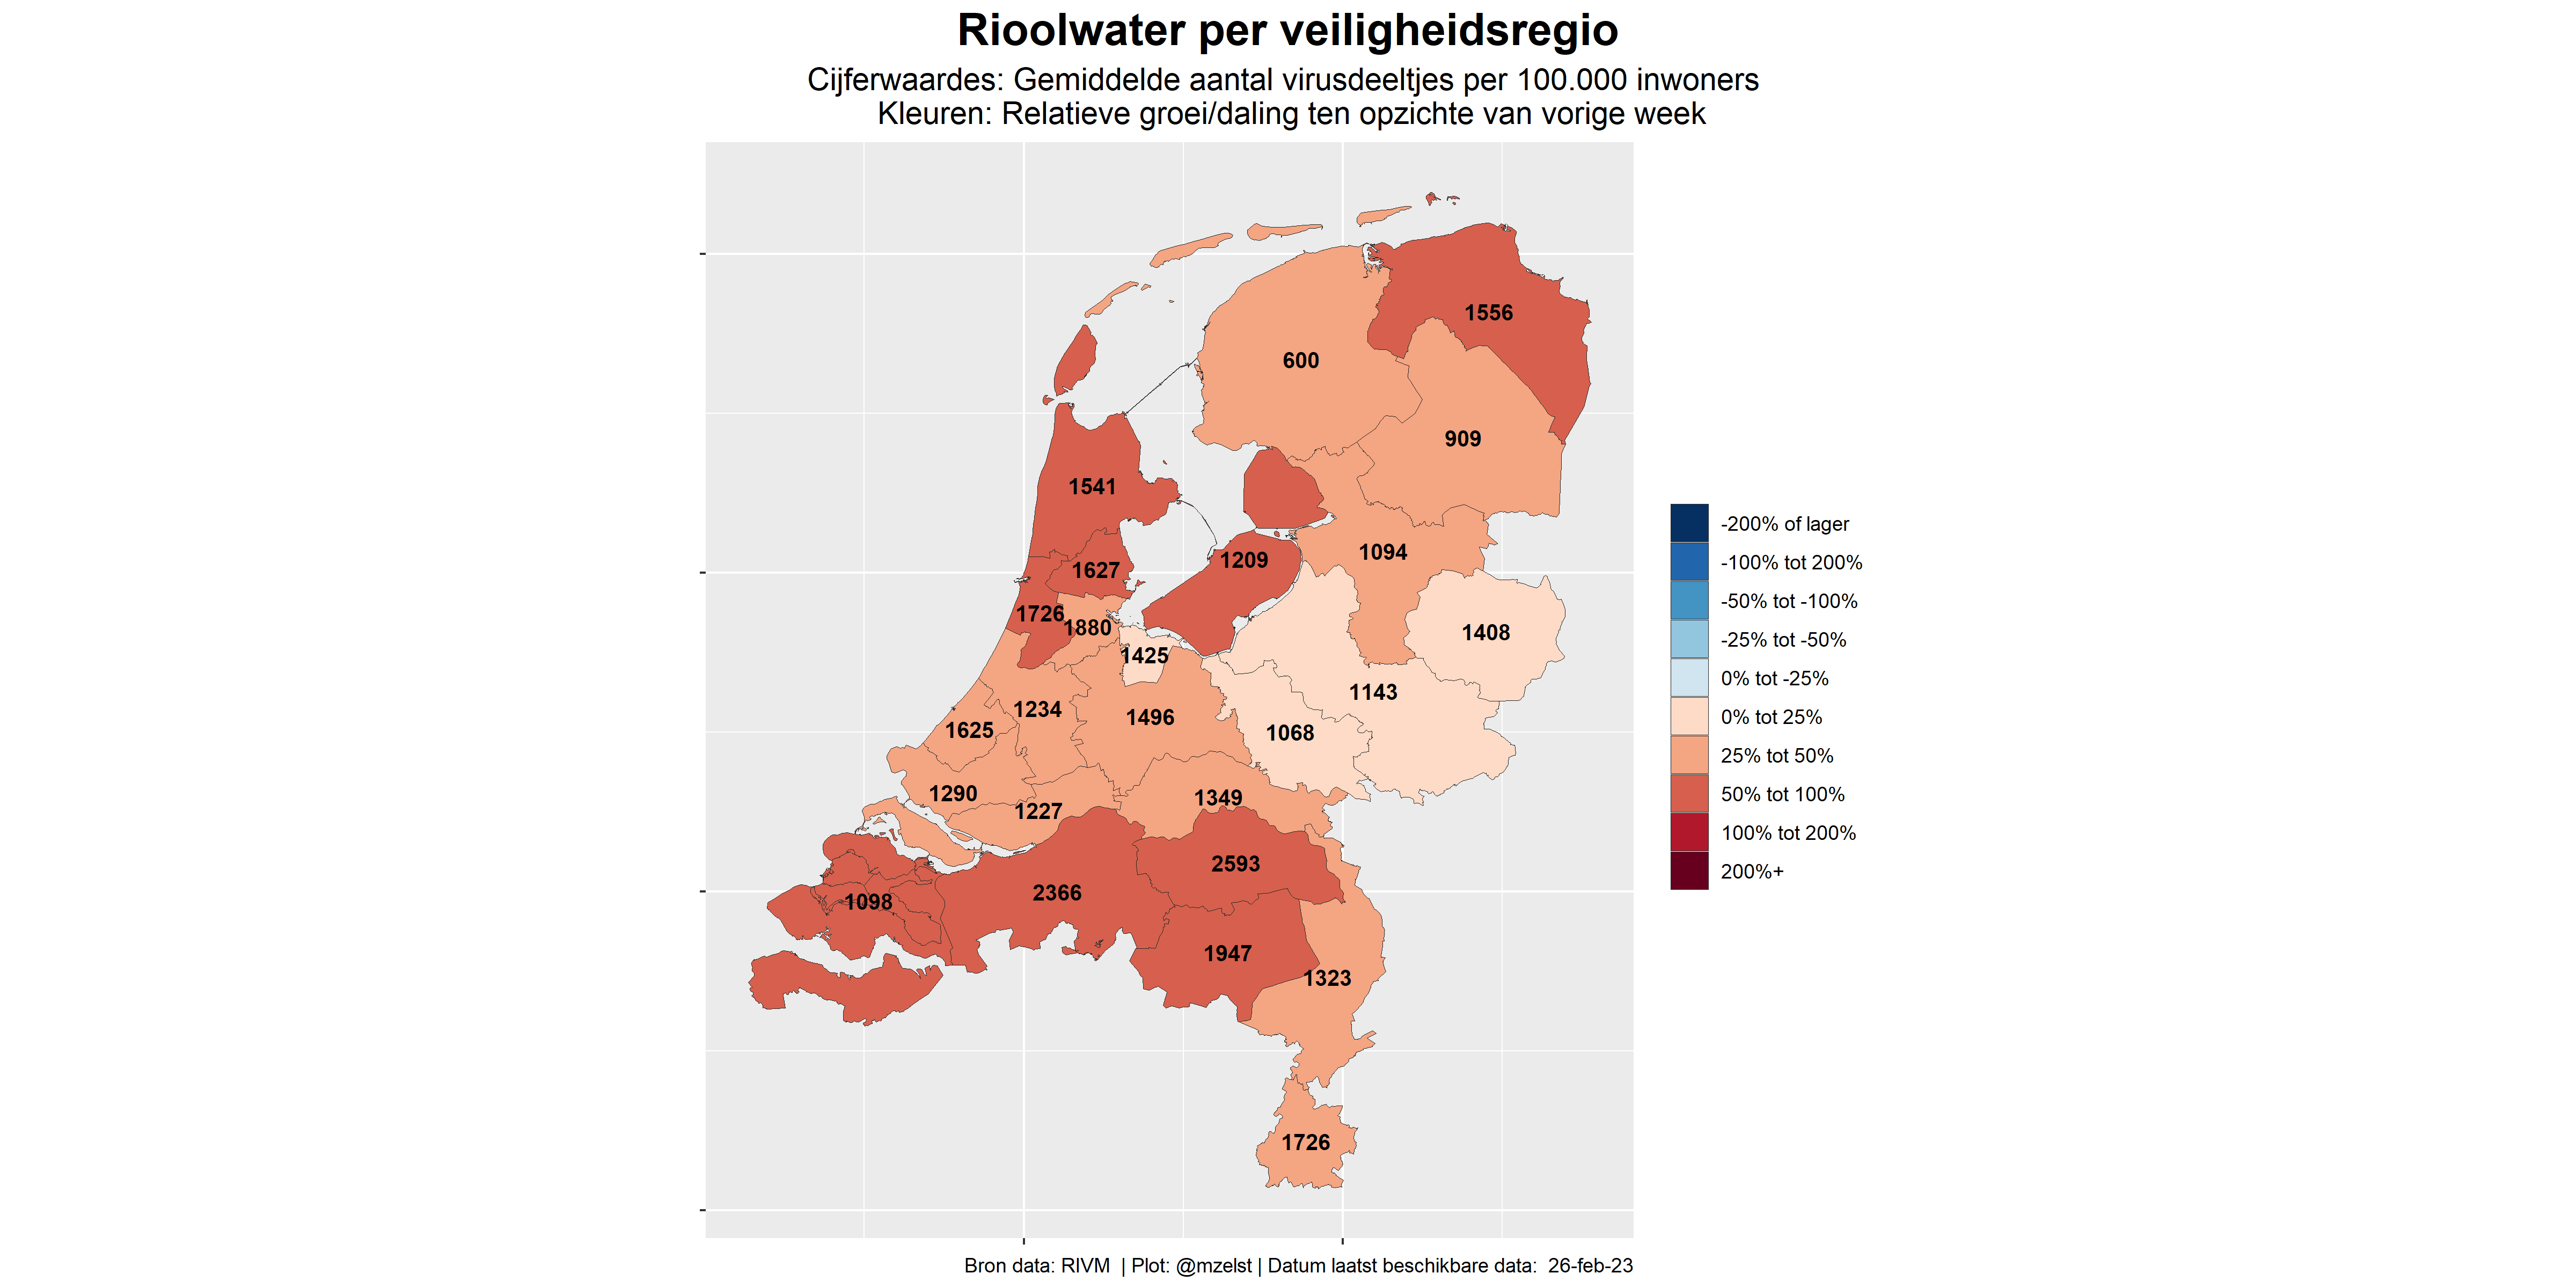 Rioolwater per veiligheidsregio
Cijferwaardes: Gemiddelde aantal virusdeeltjes per 100.000 inwoners
Kleuren: Relatieve groei/daling ten opzichte van vorige week
1556
600
909
1541
1094
1209
1627
1726
1880
1408
1425
1143
1234
1496
1625
1068
1290
1349
1227
2593
2366
1098
1947
1323
1726
-200% of lager
-100% tot 200%
-50% tot -100%
-25% tot -50%
0% tot -25%
0% tot 25%
25% tot 50%
50% tot 100%
100% tot 200%
200%+
Bron data: RIVM | Plot: @mzelst | Datum laatst beschikbare data: 26-feb-23